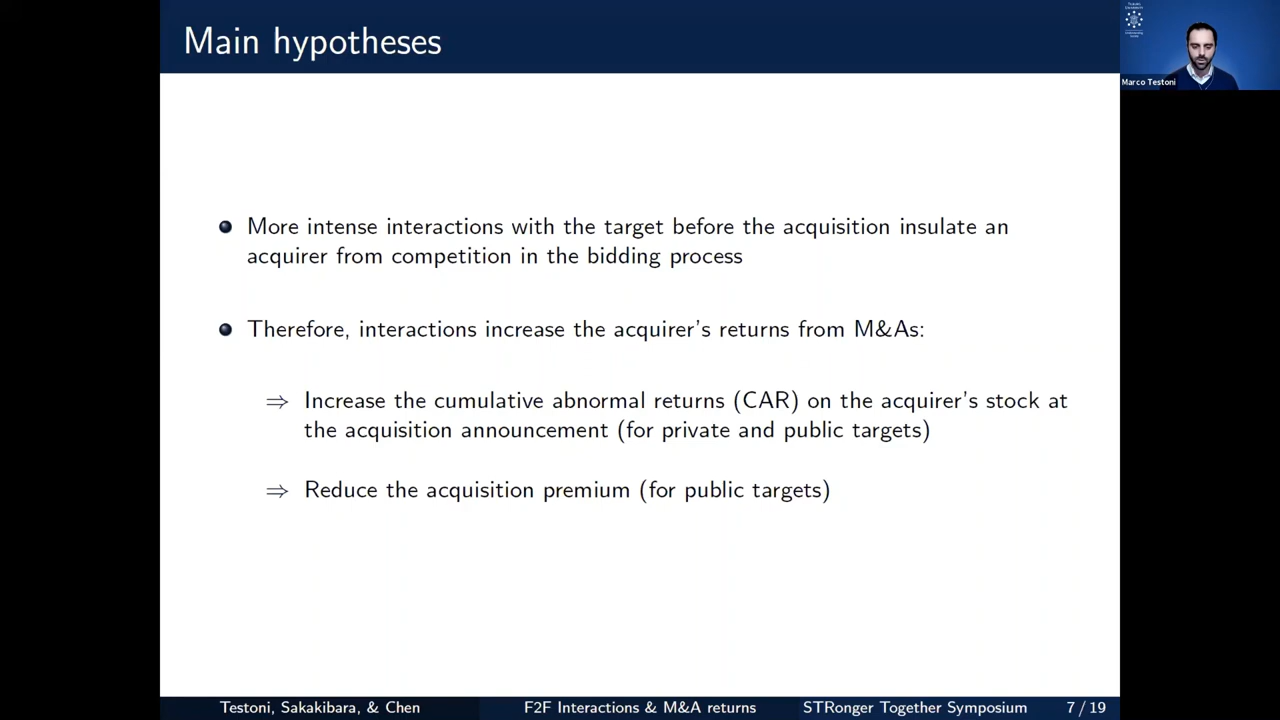 Main hypotheses
Marco Testoni
More intense interactions with the target before the acquisition insulate an
acquirer from competition in the bidding process
Therefore, interactions increase the acquirer's returns from M&As:
⇒ Increase the cumulative abnormal returns (CAR) on the acquirer's stock at
the acquisition announcement (for private and public targets)
⇒ Reduce the acquisition premium (for public targets)
Testoni, Sakakibara, & Chen
F2F Interactions & M&A returns
STRonger Together Symposium
7 / 19